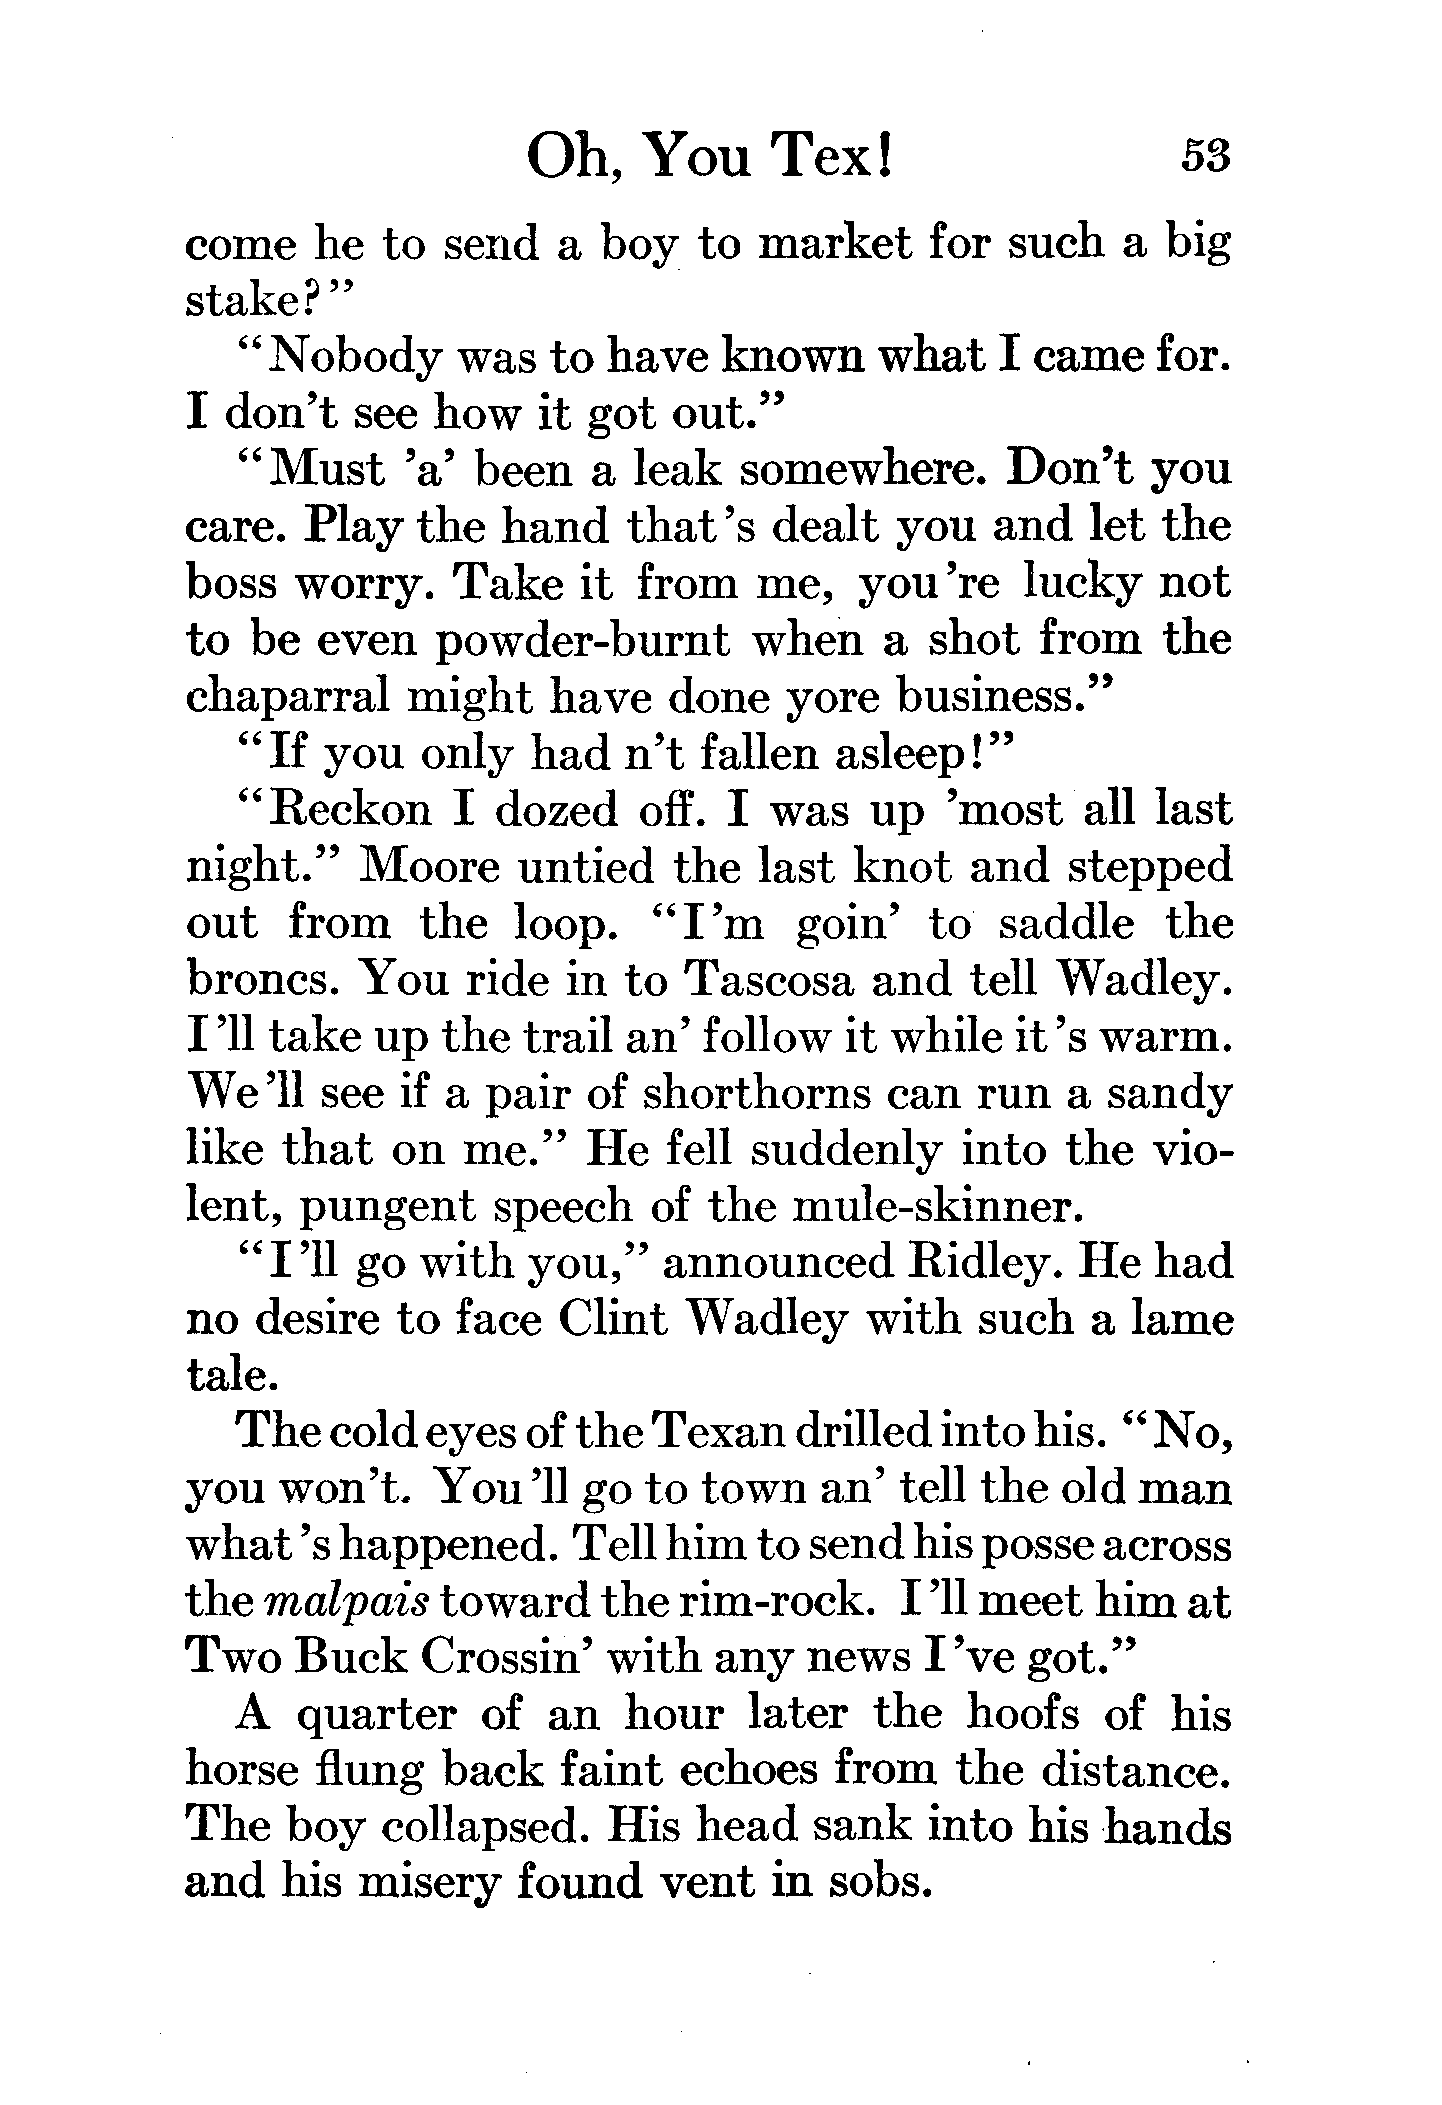 Oh, You Tex! 53
come he to send a boy to market for such a big
stake?"
"Nobody was to have known what I came for.
I don't see how it got out."
"Must 'a' been a leak somewhere. Don't you
care. Play the hand that's dealt you and let the
boss worry. Take it from me, you're lucky not
to be even powder-burnt when a shot from the
chaparral might have done yore business."
"If you only had n't fallen asleep!"
"Reckon I dozed off. I was up 'most all last
night." Moore untied the last knot and stepped
out from the loop. "I'm goin' to saddle the
broncs. You ride in to Tascosa and tell Wadley.
I'll take up the trail an' follow it while it's warm.
We'll see if a pair of shorthorns can run a sandy
like that on me." He fell suddenly into the vio-
lent, pungent speech of the mule-skinner.
"I'll go with you," announced Ridley. He had
no desire to face Clint Wadley with such a lame
tale.
The cold eyes of the Texan drilled into his. "No,
you won't. You'll go to town an' tell the old man
what's happened. Tell him to send his posse across
the malpais toward the rim-rock. I'll meet him at
Two Buck Crossin' with any news I've got."
A quarter of an hour later the hoofs of his
horse flung back faint echoes from the distance.
The boy collapsed. His head sank into his hands
and his misery found vent in sobs.